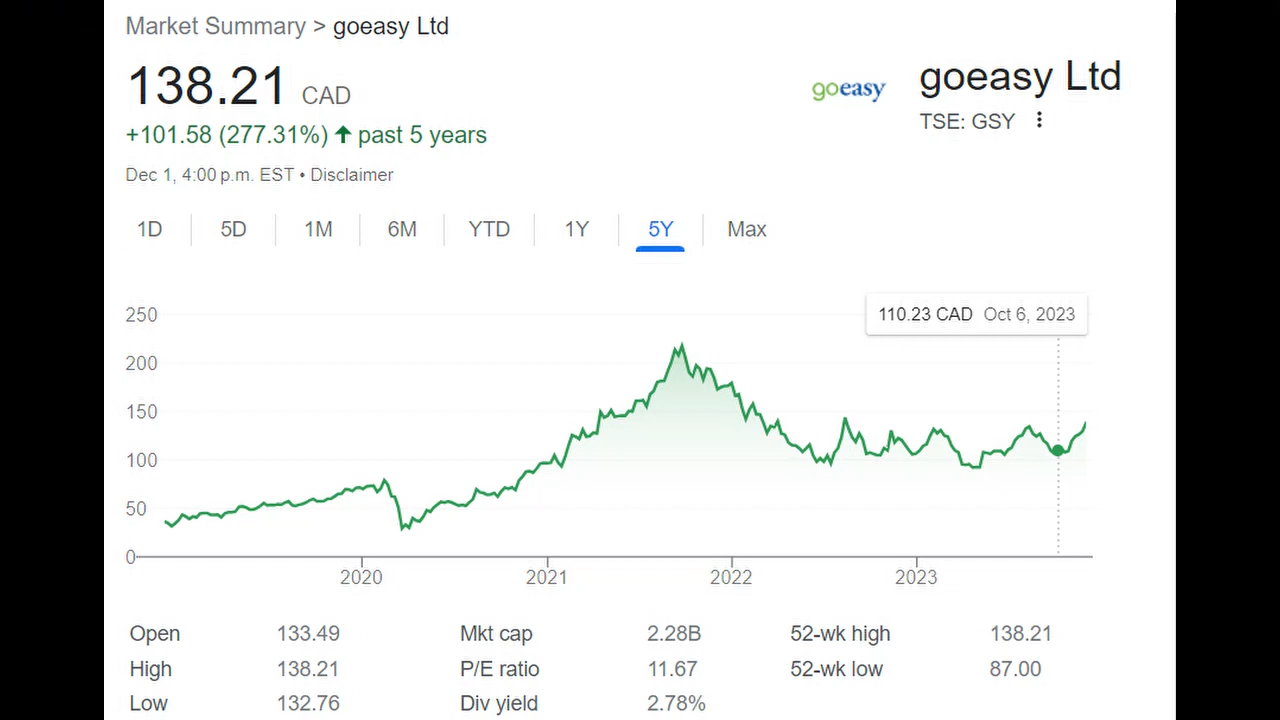 Market Summary > goeasy Ltd
138.21 CAD
+101.58 (277.31%) ↑ past 5 years
Dec 1, 4:00 p.m. EST • Disclaimer
goeasy
goeasy Ltd
TSE: GSY
1D 5D 1M 6M YTD 1Y 5Y Max
110.23 CAD Oct 6, 2023
250
200
150
100
50
0
2020 2021 2022 2023
Open 133.49 Mkt cap 2.28B 52-wk high 138.21
High 138.21 P/E ratio 11.67 52-wk low 87.00
Low 132.76 Div yield 2.78%